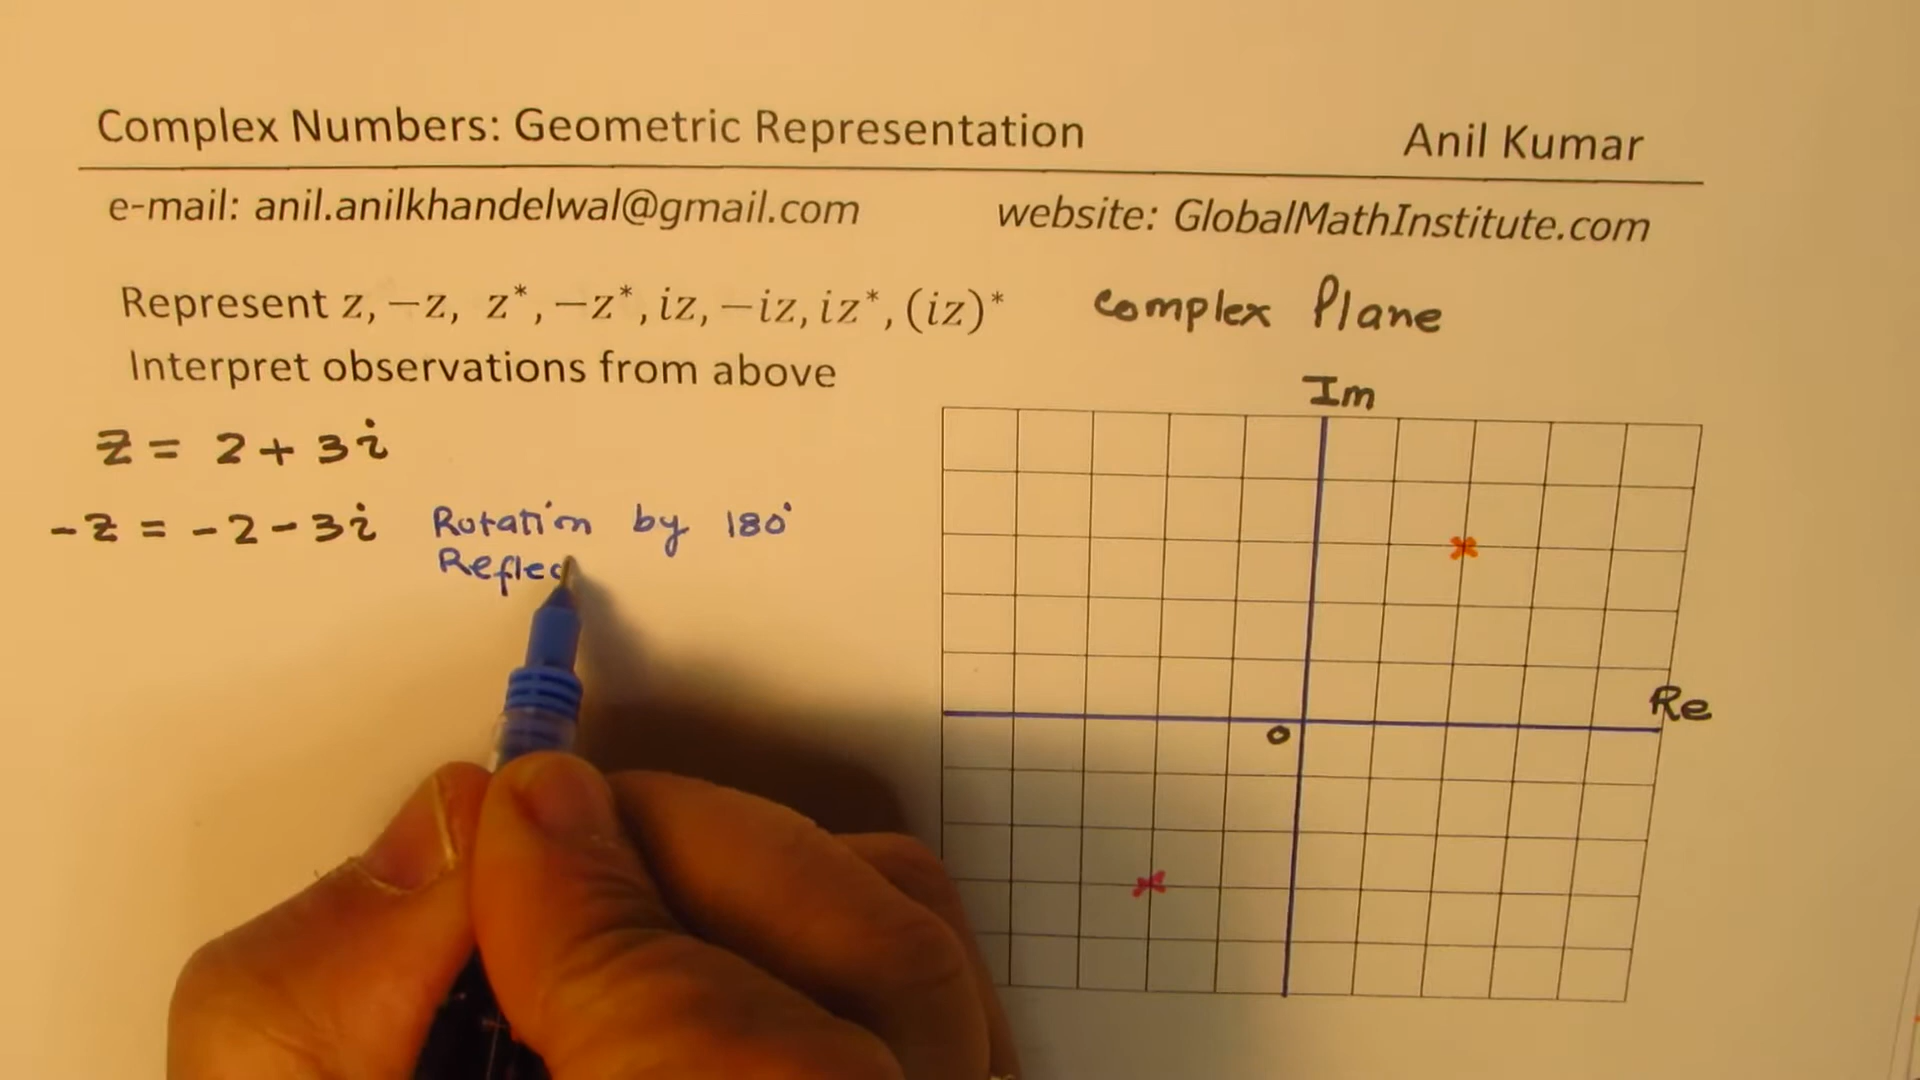 Complex Numbers: Geometric Representation Anil Kumar
e-mail: anil.anilkhandelwal@gmail.com website: GlobalMathInstitute.com
Represent z, −z, z*, −z*, iz, −iz, iz*, (iz)* Complex Plane
Interpret observations from above
Im
z = 2 + 3i
-z = -2-3i Rotation by 180°
Reflec
Re
0